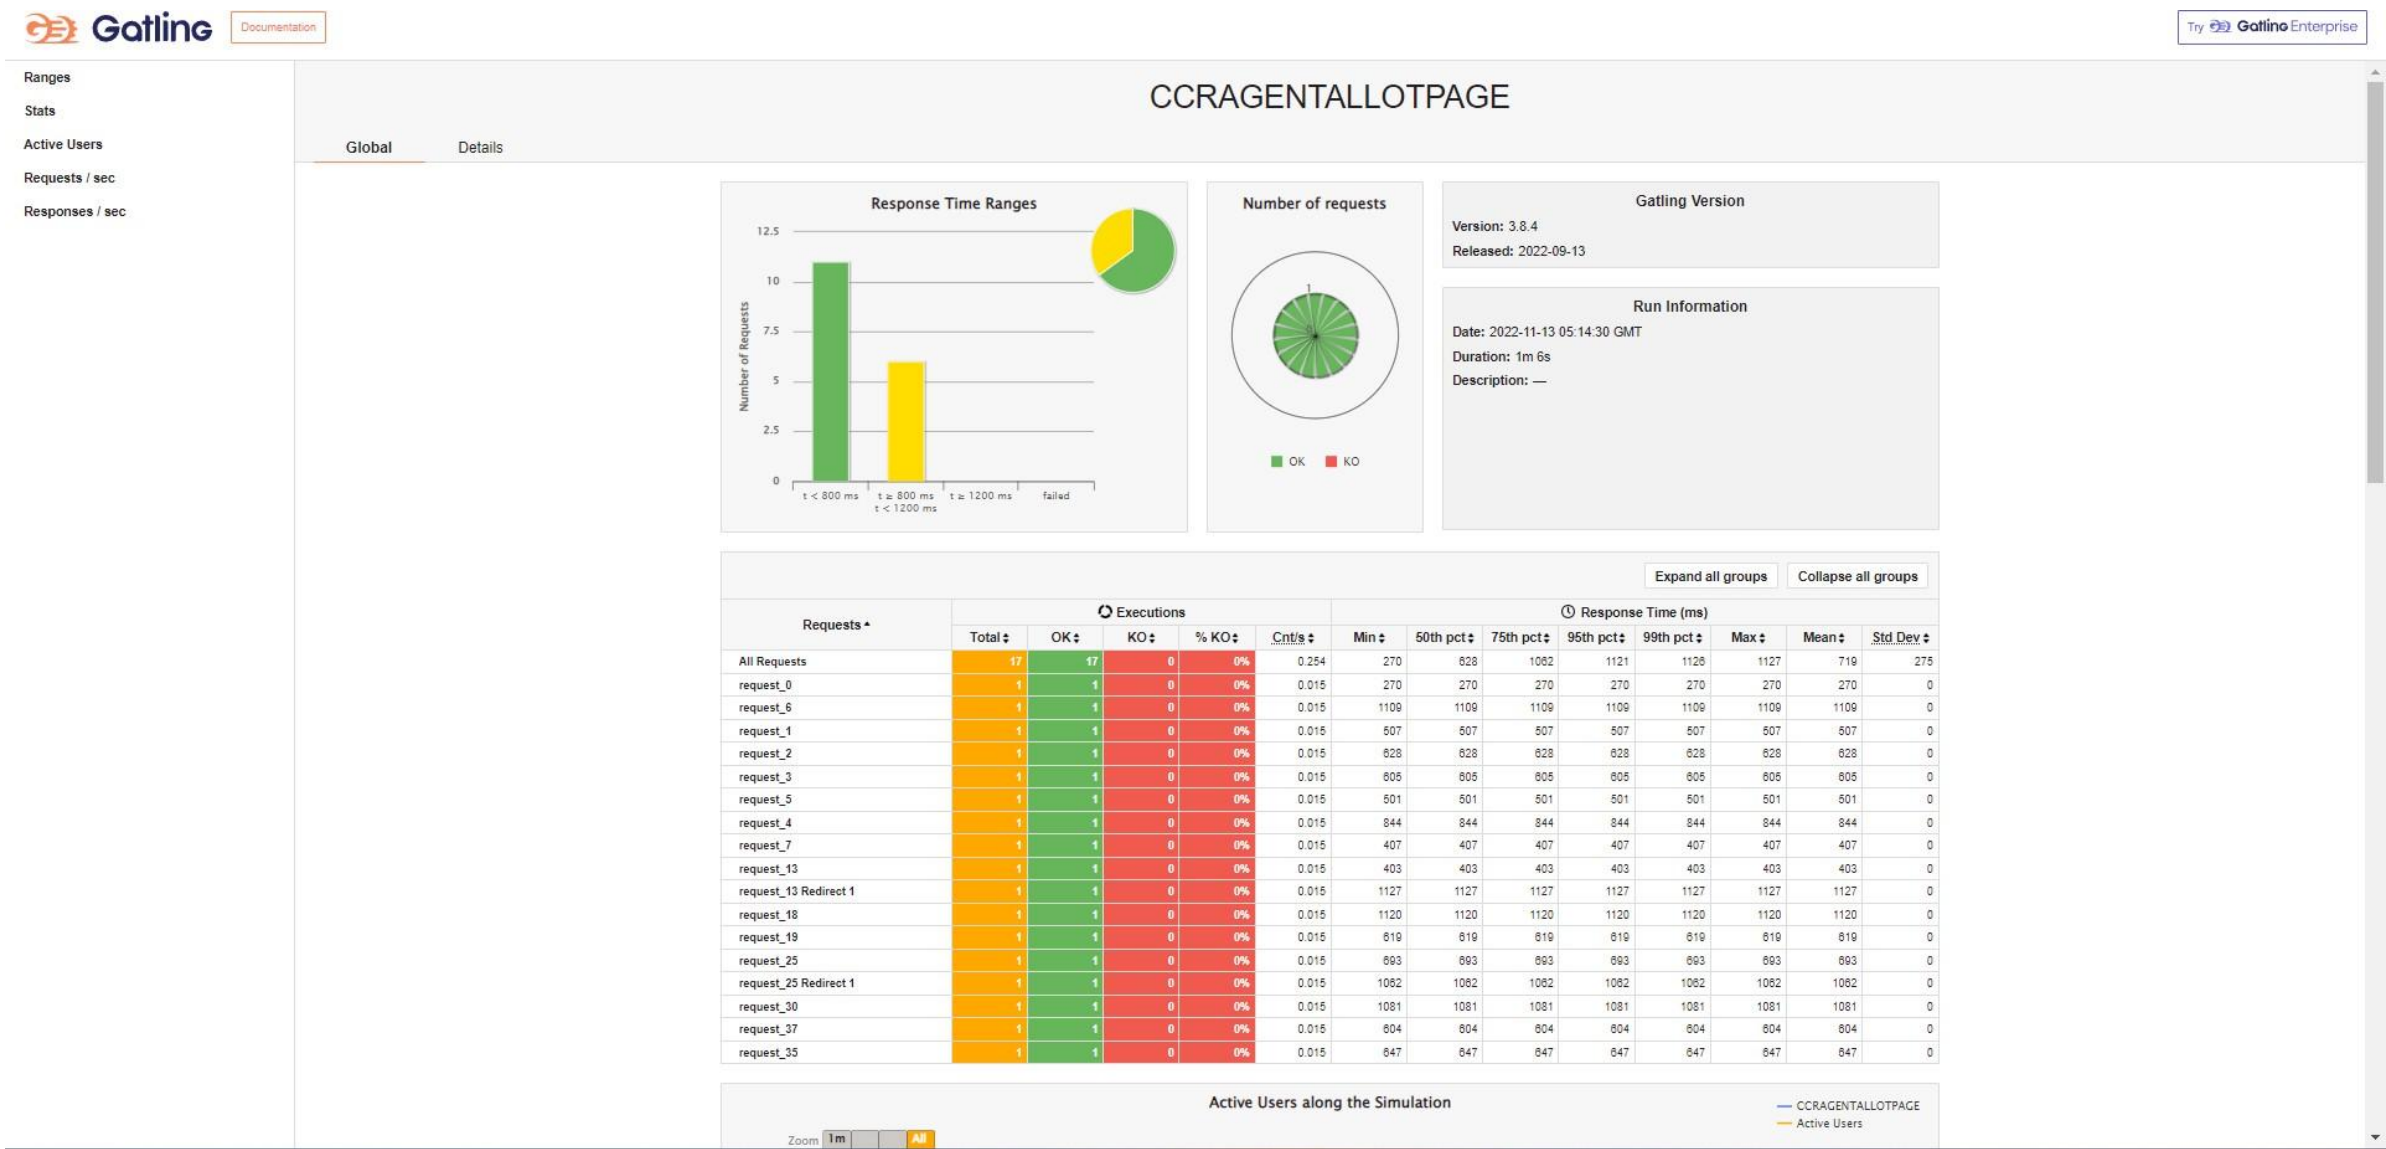 Gatling Documentation
Try Gatling Enterprise
Ranges
Stats
Active Users
Requests / sec
Responses / sec
CCRAGENTALLOTPAGE
Global Details
Response Time Ranges
Number of Requests
12.5
10
7.5
5
2.5
0
t < 800 ms
t ≥ 800 ms
t < 1200 ms
t ≥ 1200 ms
failed
Number of requests
1
0
OK KO
Gatling Version
Version: 3.8.4
Released: 2022-09-13
Run Information
Date: 2022-11-13 05:14:30 GMT
Duration: 1m 6s
Description: —
Expand all groups Collapse all groups
Requests Executions Response Time (ms)
Total OK KO % KO Cnt/s Min 50th pct 75th pct 95th pct 99th pct Max Mean Std Dev
All Requests 17 17 0 0% 0.254 270 628 1062 1121 1126 1127 719 275
request_0 1 1 0 0% 0.015 270 270 270 270 270 270 270 0
request_6 1 1 0 0% 0.015 1109 1109 1109 1109 1109 1109 1109 0
request_1 1 1 0 0% 0.015 507 507 507 507 507 507 507 0
request_2 1 1 0 0% 0.015 628 628 628 628 628 628 628 0
request_3 1 1 0 0% 0.015 605 605 605 605 605 605 605 0
request_5 1 1 0 0% 0.015 501 501 501 501 501 501 501 0
request_4 1 1 0 0% 0.015 844 844 844 844 844 844 844 0
request_7 1 1 0 0% 0.015 407 407 407 407 407 407 407 0
request_13 1 1 0 0% 0.015 403 403 403 403 403 403 403 0
request_13 Redirect 1 1 1 0 0% 0.015 1127 1127 1127 1127 1127 1127 1127 0
request_18 1 1 0 0% 0.015 1120 1120 1120 1120 1120 1120 1120 0
request_19 1 1 0 0% 0.015 619 619 619 619 619 619 619 0
request_25 1 1 0 0% 0.015 693 693 693 693 693 693 693 0
request_25 Redirect 1 1 1 0 0% 0.015 1062 1062 1062 1062 1062 1062 1062 0
request_30 1 1 0 0% 0.015 1081 1081 1081 1081 1081 1081 1081 0
request_37 1 1 0 0% 0.015 604 604 604 604 604 604 604 0
request_35 1 1 0 0% 0.015 647 647 647 647 647 647 647 0
Active Users along the Simulation
CCRAGENTALLOTPAGE
Active Users
Zoom 1m All